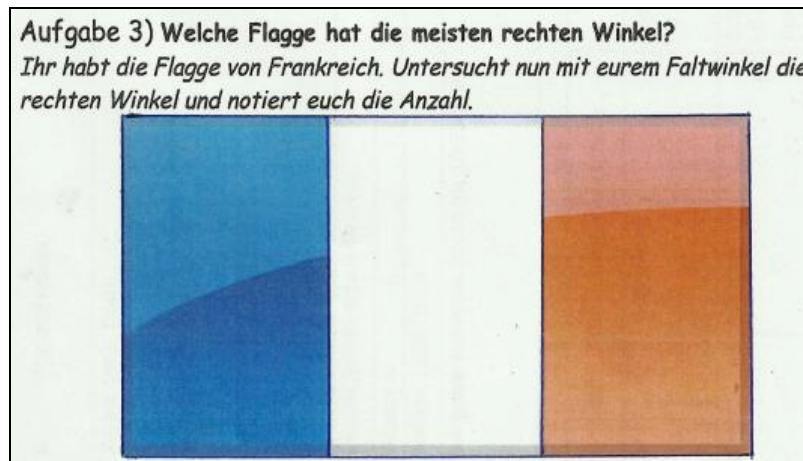 Aufgabe 3) Welche Flagge hat die meisten rechten Winkel?
Ihr habt die Flagge von Frankreich. Untersucht nun mit eurem Faltwinkel die
rechten Winkel und notiert euch die Anzahl.